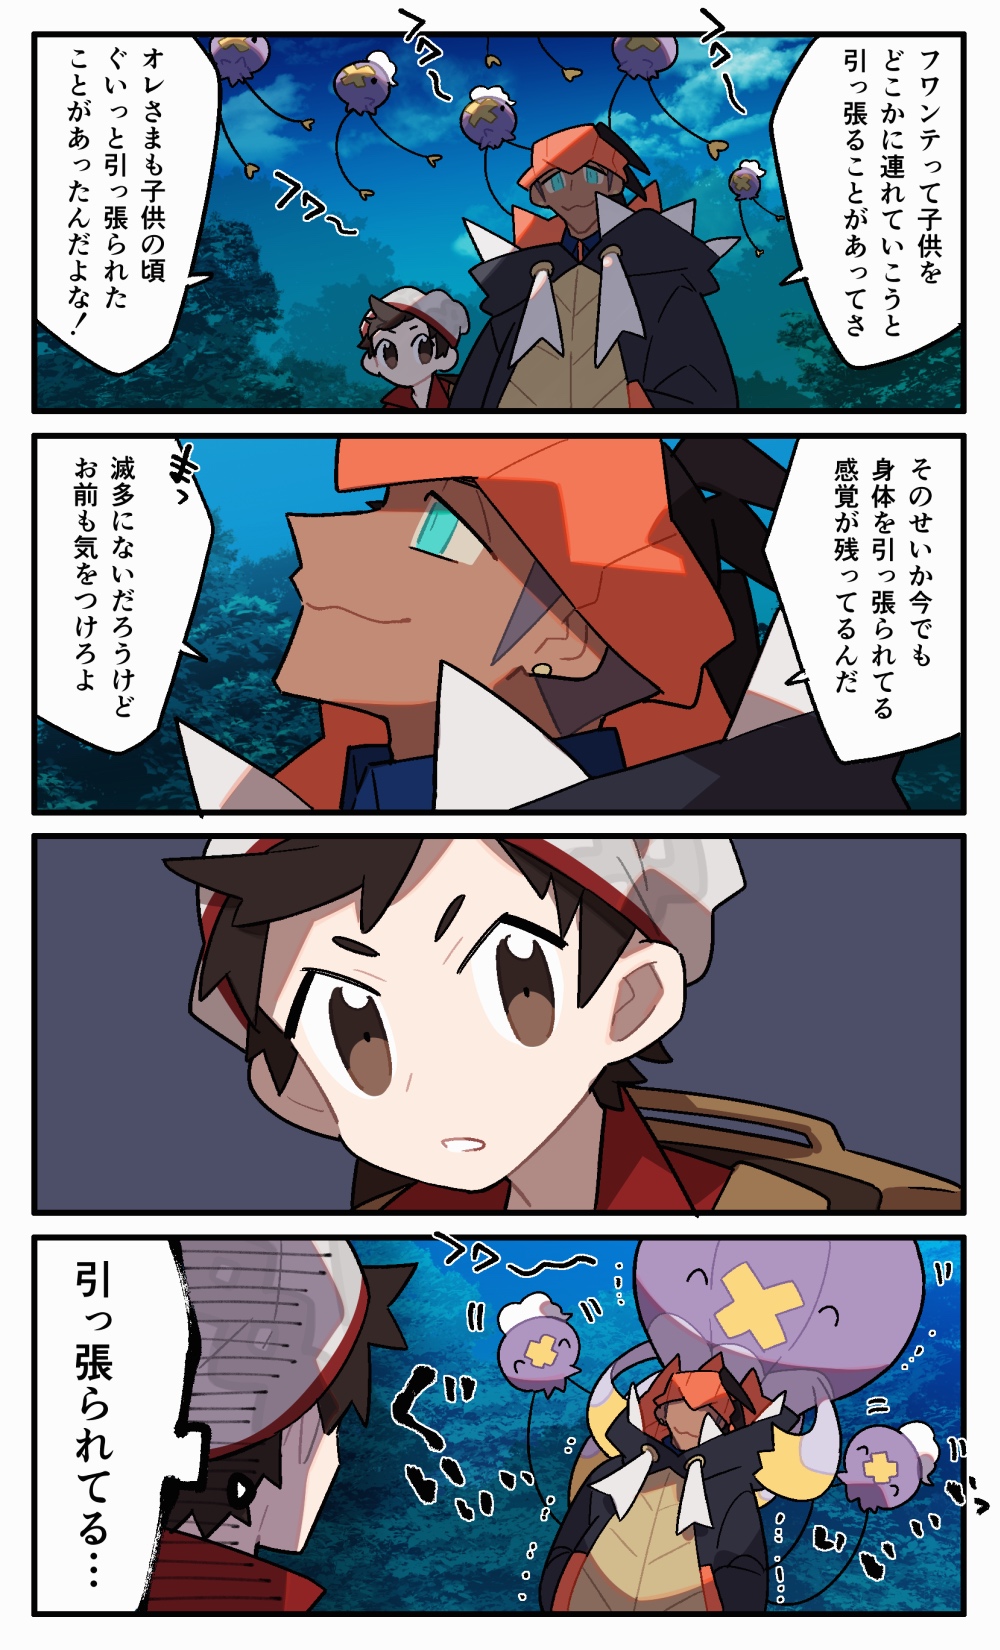 フワンテって子供を
どこかに連れていこうと
引っ張ることがあってさ
フワ〜
フワ〜
フワ〜
オレさまも子供の頃
ぐいっと引っ張られた
ことがあったんだよな！
そのせいか今でも
身体を引っ張られてる
感覚が残ってるんだ
ま、
滅多にないだろうけど
お前も気をつけろよ
フワ〜
ぐい
ぐいっ
引っ張られてる…